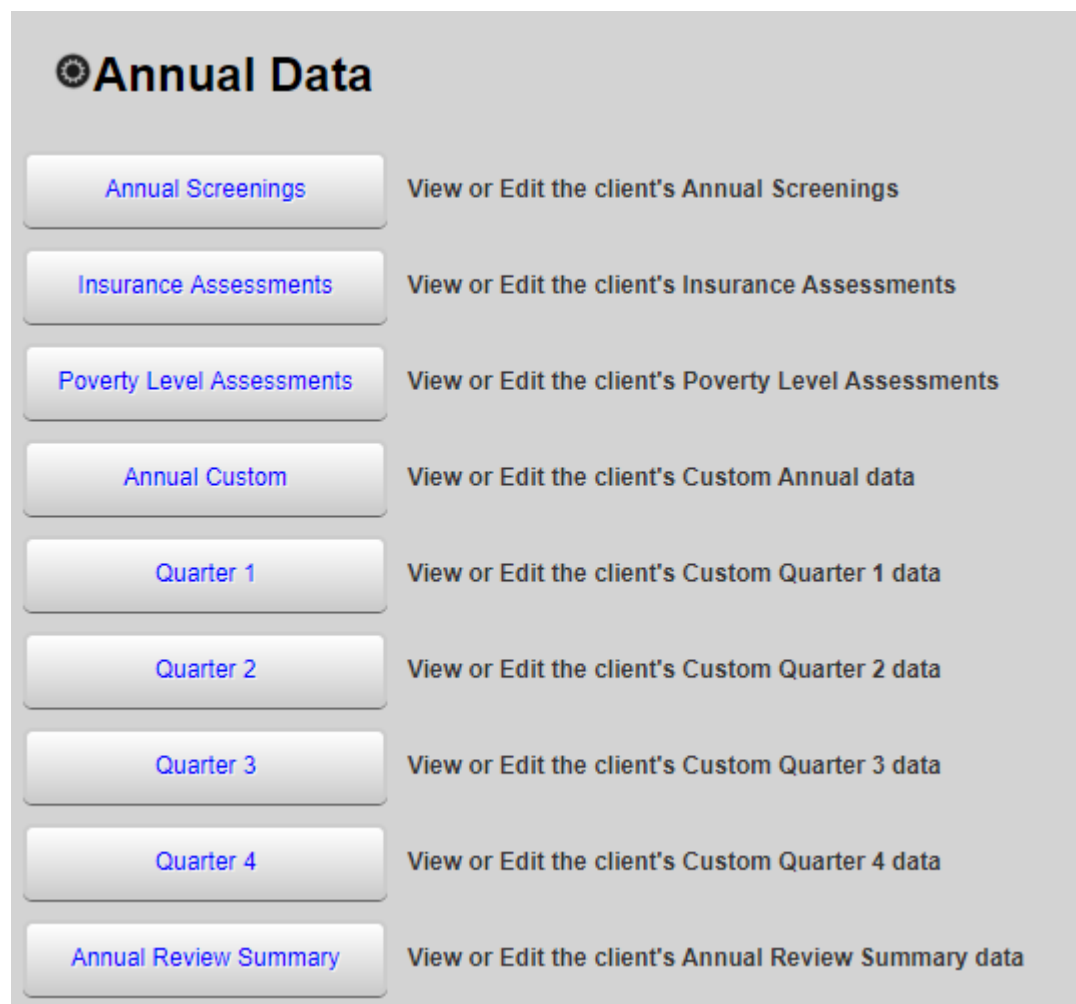 Annual Data
Annual Screenings View or Edit the client's Annual Screenings
Insurance Assessments View or Edit the client's Insurance Assessments
Poverty Level Assessments View or Edit the client's Poverty Level Assessments
Annual Custom View or Edit the client's Custom Annual data
Quarter 1 View or Edit the client's Custom Quarter 1 data
Quarter 2 View or Edit the client's Custom Quarter 2 data
Quarter 3 View or Edit the client's Custom Quarter 3 data
Quarter 4 View or Edit the client's Custom Quarter 4 data
Annual Review Summary View or Edit the client's Annual Review Summary data